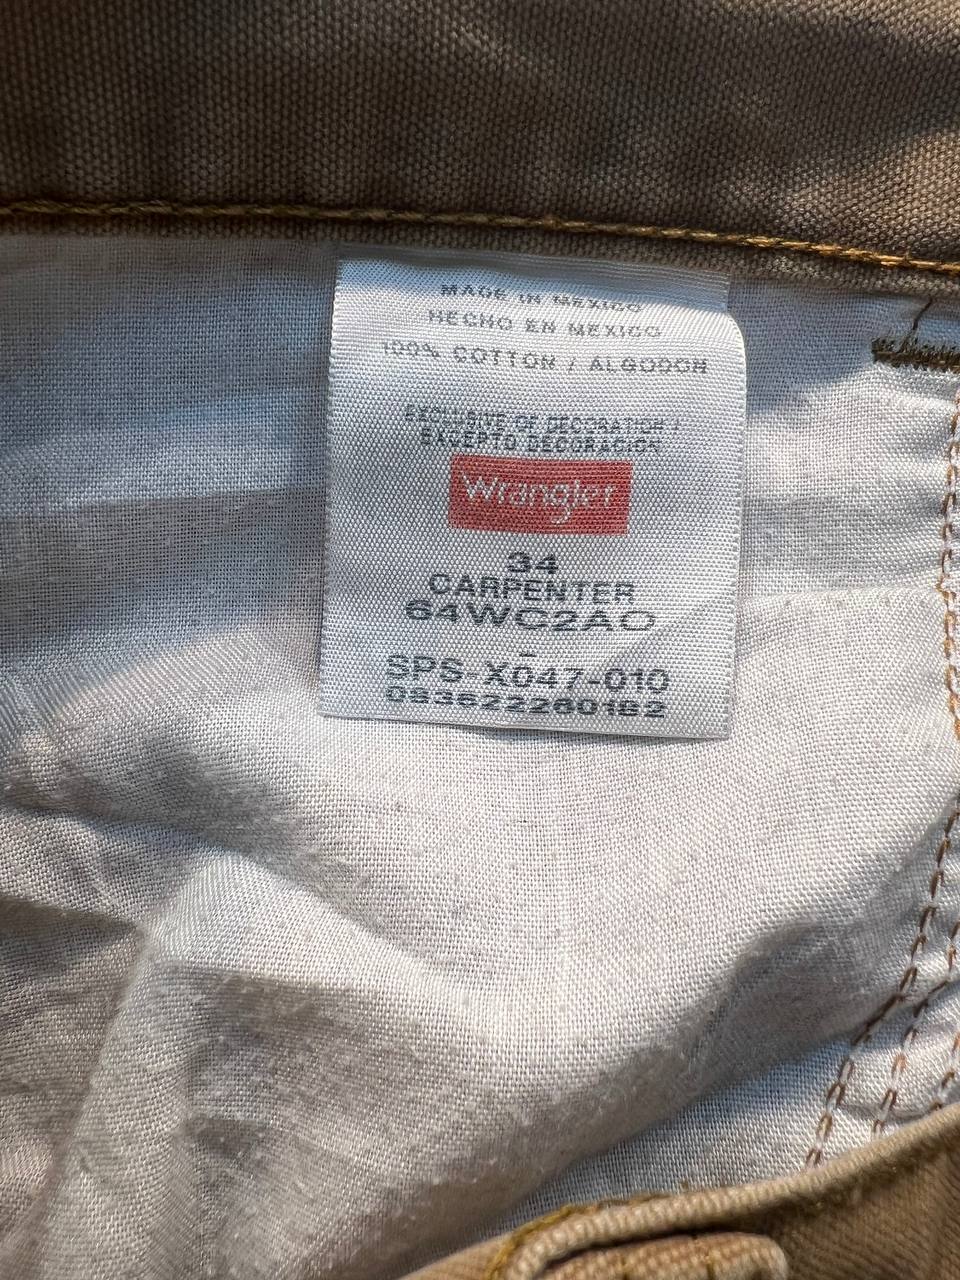 MADE IN MEXICO
HECHO EN MEXICO
100% COTTON / ALGODON
EXCLUSIVE OF DECORATION /
EXCEPTO DECORACION
Wrangler
34
CARPENTER
64WC2AO
-
SPS-X047-010
083622260182